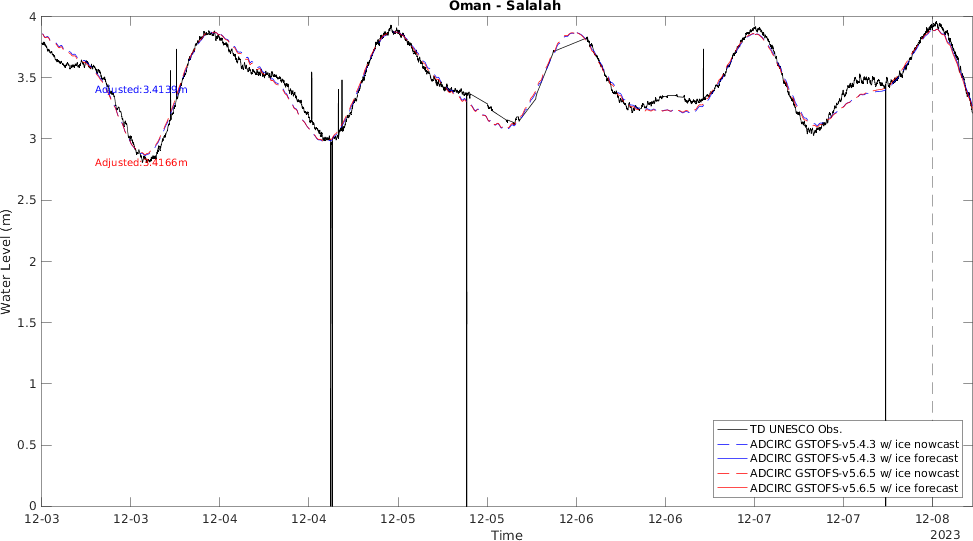 Oman - Salalah
4
3.5
3
2.5
2
1.5
1
0.5
0
Water Level (m)
Adjusted:3.4139m
Adjusted:3.4166m
TD UNESCO Obs.
ADCIRC GSTOFS-v5.4.3 w/ ice nowcast
ADCIRC GSTOFS-v5.4.3 w/ ice forecast
ADCIRC GSTOFS-v5.6.5 w/ ice nowcast
ADCIRC GSTOFS-v5.6.5 w/ ice forecast
12-03 12-03 12-04 12-04 12-05 12-05 12-06 12-06 12-07 12-07 12-08
Time
2023